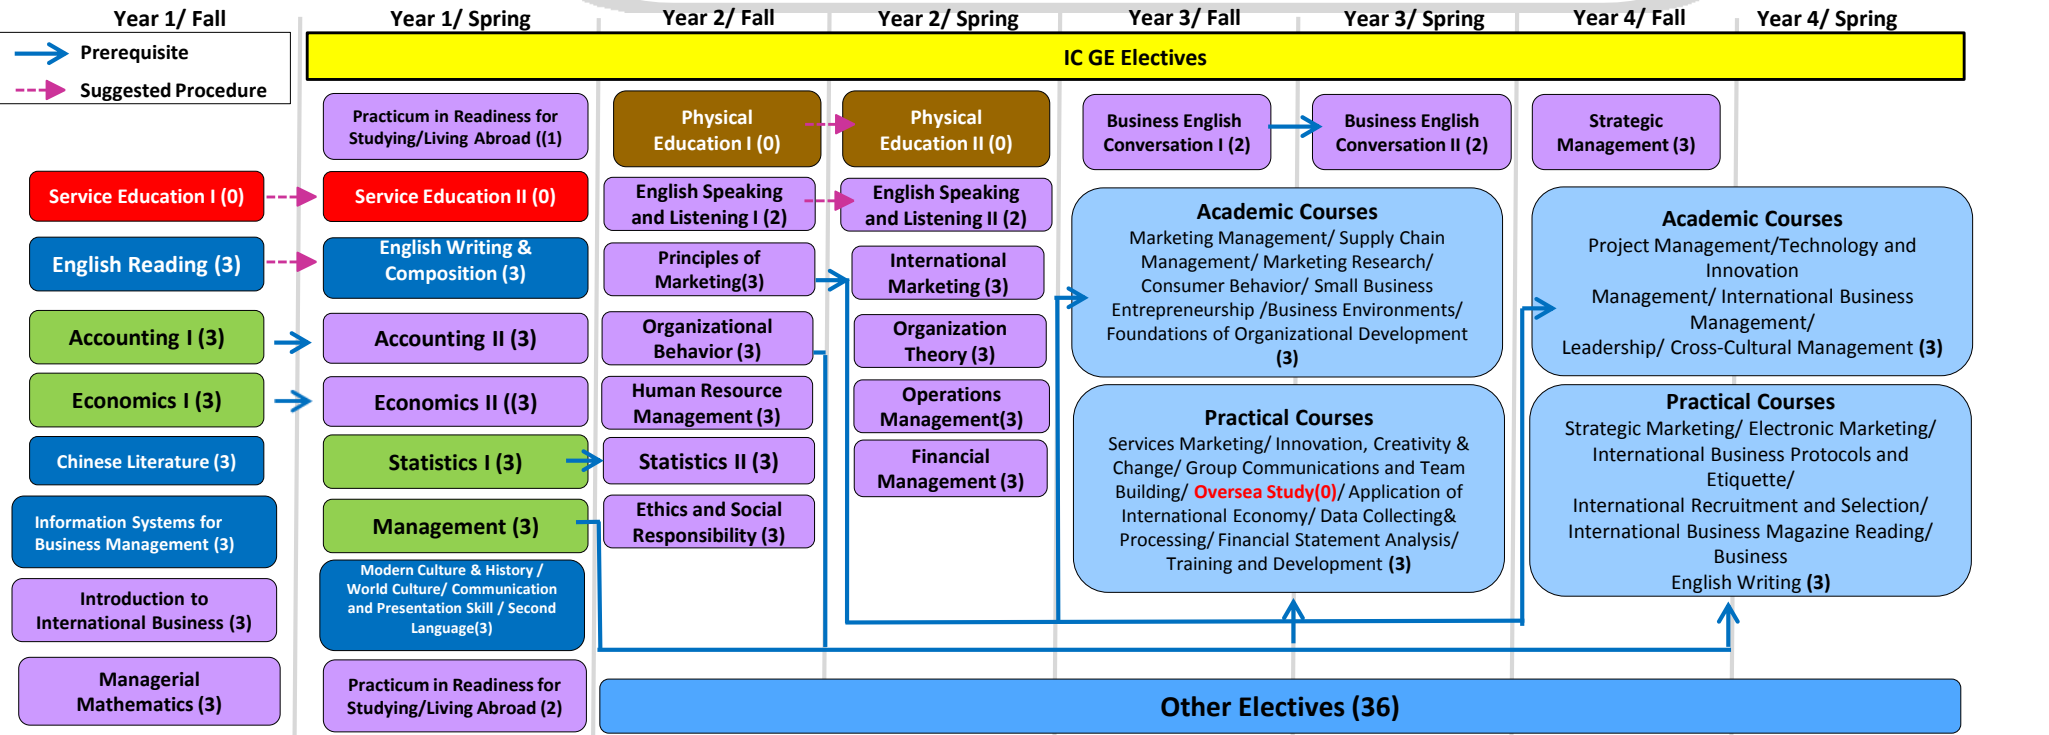 Year 1/ Fall
Year 1/ Spring
Year 2/ Fall
Year 2/ Spring
Year 3/ Fall
Year 3/ Spring
Year 4/ Fall
Year 4/ Spring
Prerequisite
Suggested Procedure
IC GE Electives
Service Education I (0)
English Reading (3)
Accounting I (3)
Economics I (3)
Chinese Literature (3)
Information Systems for
Business Management (3)
Introduction to
International Business (3)
Managerial
Mathematics (3)
Practicum in Readiness for
Studying/Living Abroad ((1)
Service Education II (0)
English Writing &
Composition (3)
Accounting II ((3)
Economics II ((3)
Statistics I (3)
Management (3)
Modern Culture & History /
World Culture/ Communication
and Presentation Skill / Second
Language(3)
Practicum in Readiness for
Studying/Living Abroad (2)
Physical
Education I (0)
English Speaking
and Listening I (2)
Principles of
Marketing(3)
Organizational
Behavior (3)
Human Resource
Management (3)
Statistics II (3)
Ethics and Social
Responsibility (3)
Physical
Education II (0)
English Speaking
and Listening II (2)
International
Marketing (3)
Organization
Theory (3)
Operations
Management(3)
Financial
Management (3)
Business English
Conversation I (2)
Business English
Conversation II (2)
Academic Courses
Marketing Management/ Supply Chain
Management/ Marketing Research/
Consumer Behavior/ Small Business
Entrepreneurship /Business Environments/
Foundations of Organizational Development
(3)
Practical Courses
Services Marketing/ Innovation, Creativity &
Change/ Group Communications and Team
Building/ Oversea Study(0)/ Application of
International Economy/ Data Collecting&
Processing/ Financial Statement Analysis/
Training and Development (3)
Strategic
Management (3)
Academic Courses
Project Management/Technology and
Innovation
Management/ International Business
Management/
Leadership/ Cross-Cultural Management (3)
Practical Courses
Strategic Marketing/ Electronic Marketing/
International Business Protocols and
Etiquette/
International Recruitment and Selection/
International Business Magazine Reading/
Business
English Writing (3)
Other Electives (36)